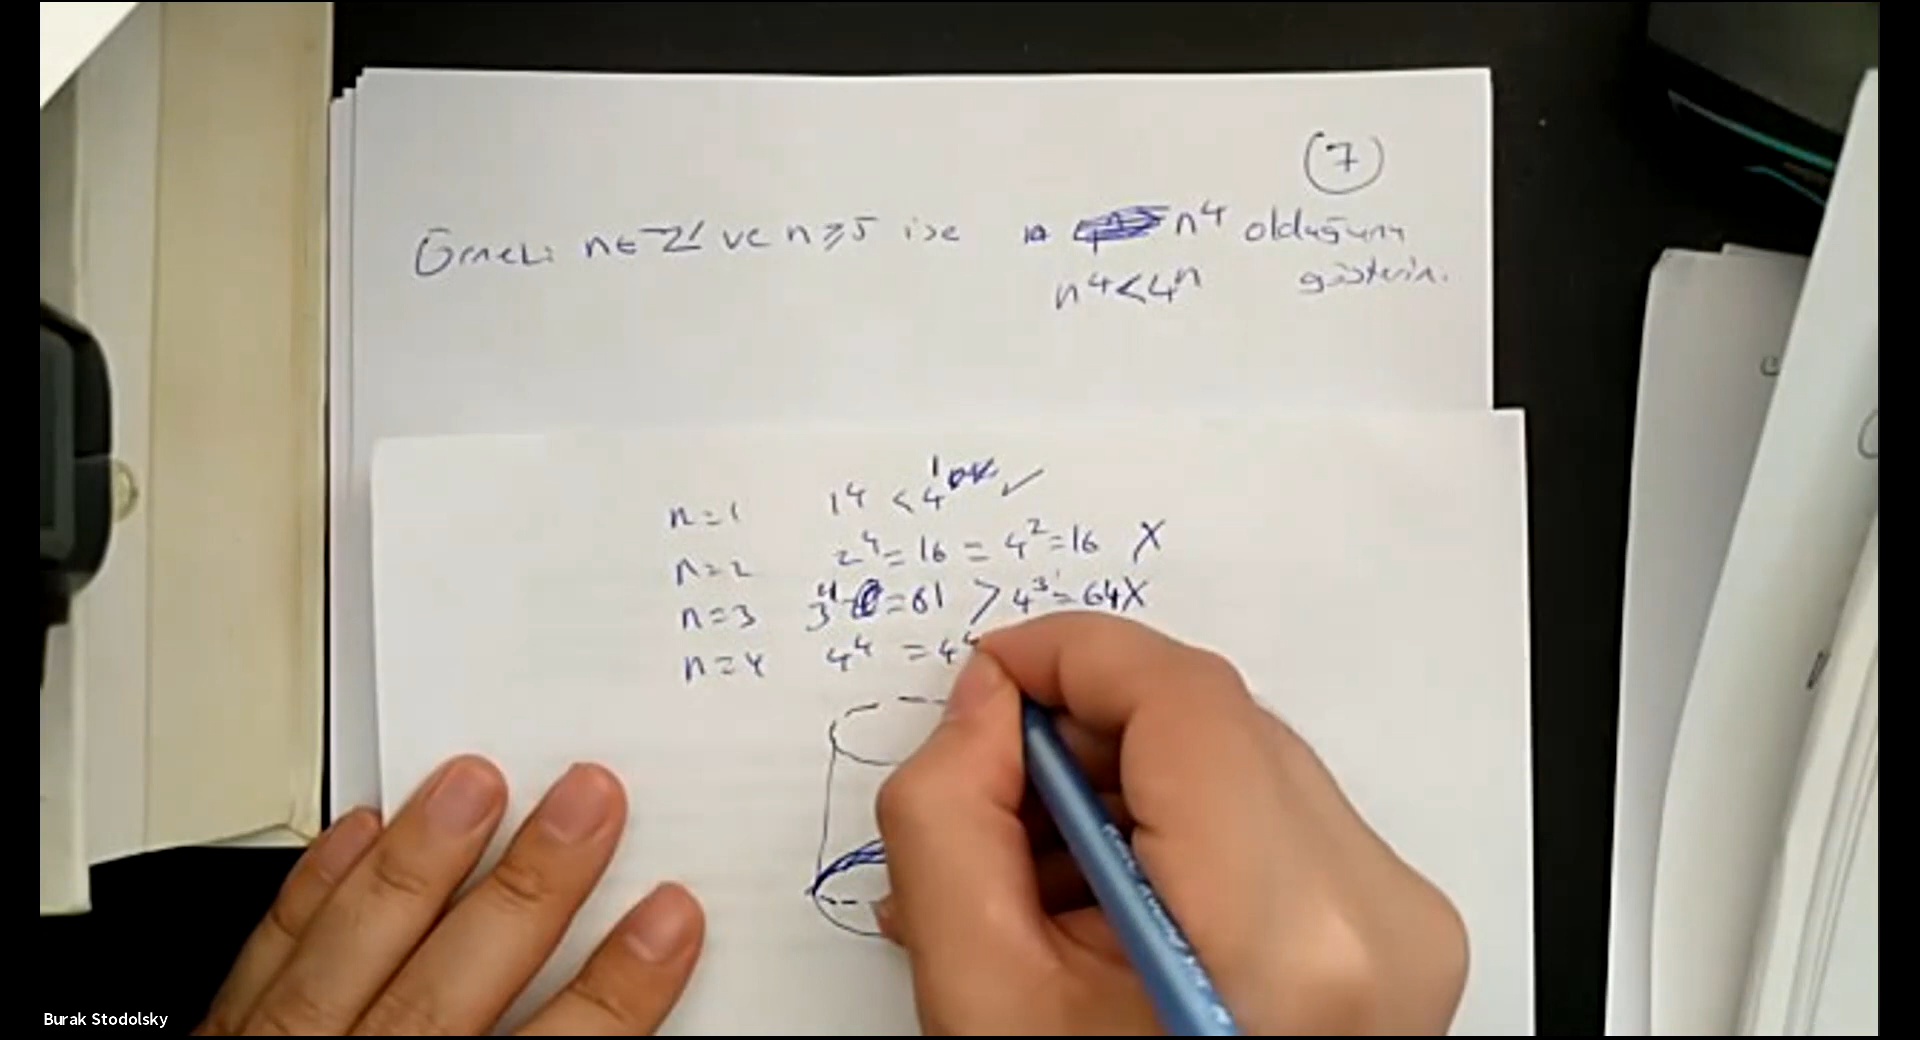 7
Örnek: n∈Z ve n≥5 ise n⁴ olduğunu
n⁴<4ⁿ gösterin.
n=1 1⁴ < 4¹ ✓
n=2 2⁴=16 = 4²=16 X
n=3 3⁴=81 > 4³=64 X
n=4 4⁴ =4⁴
Burak Stodolsky